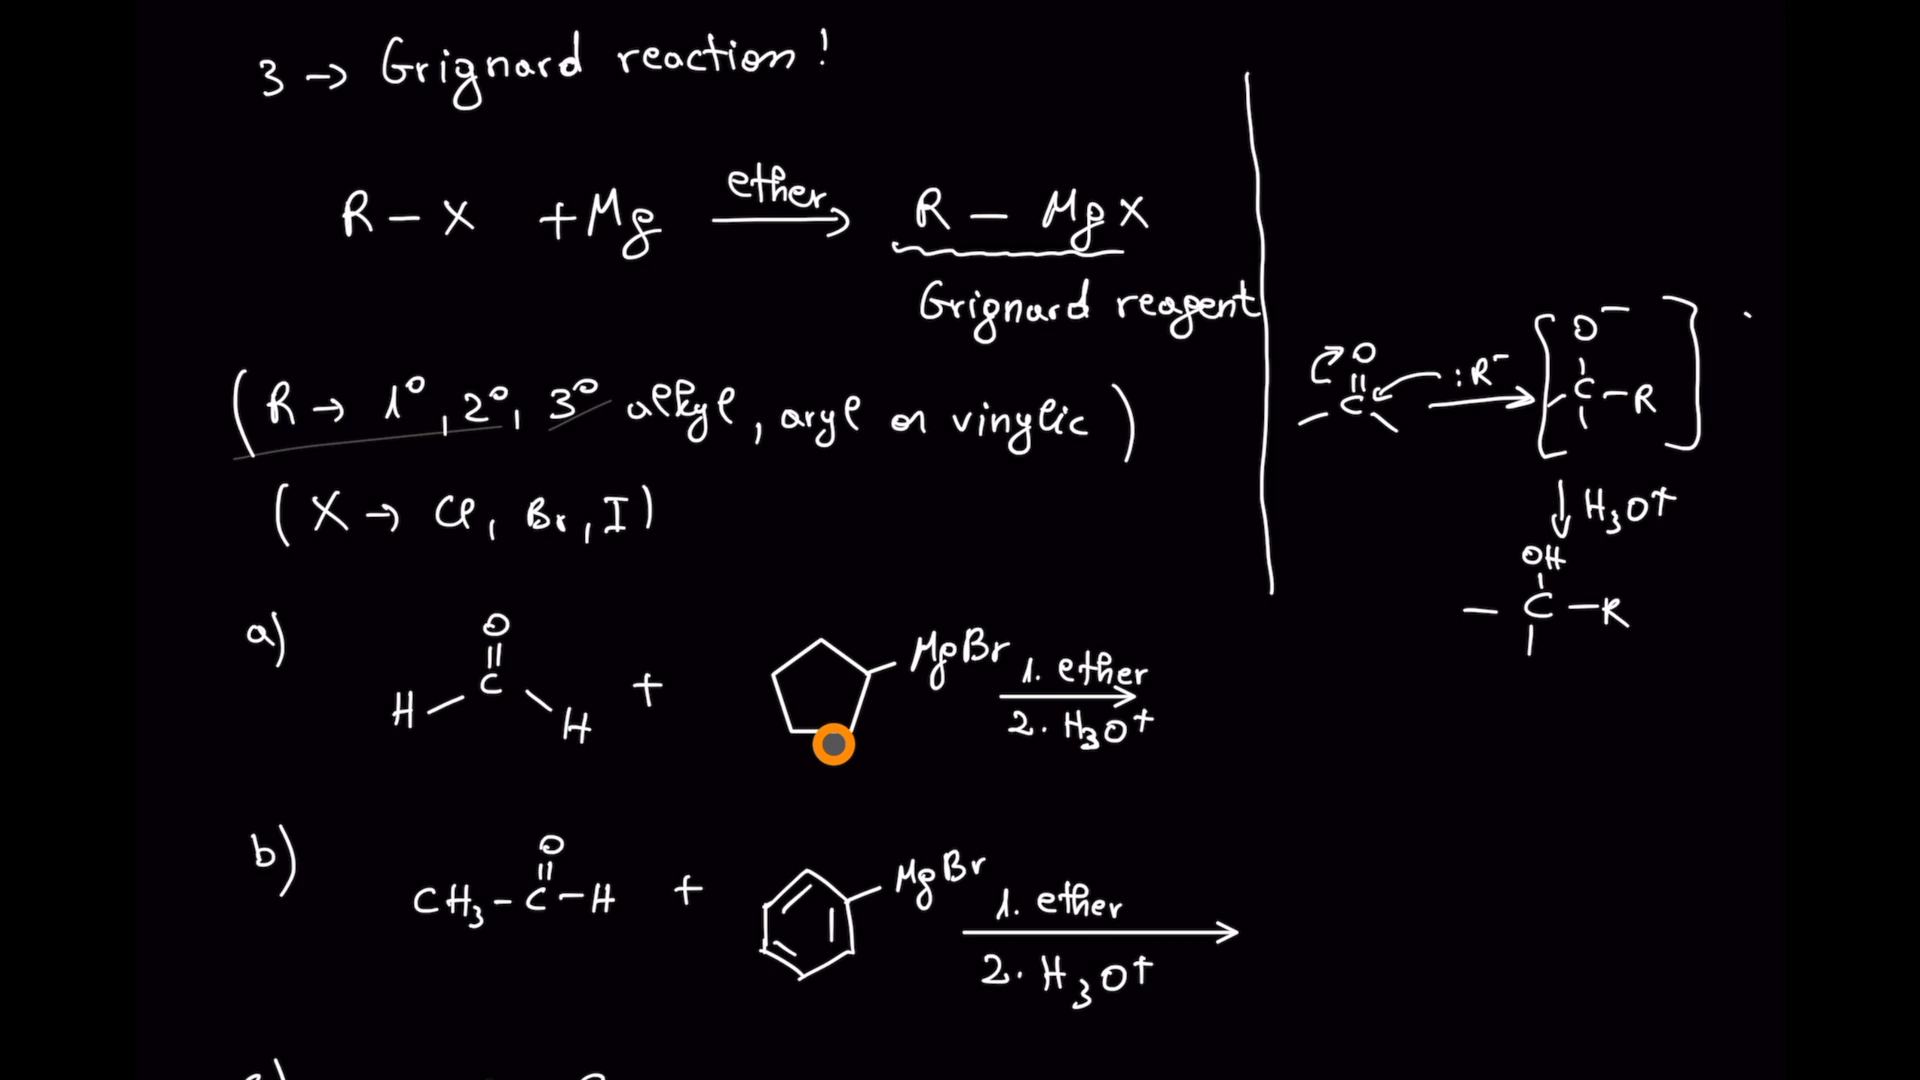 3 → Grignard reaction!
R – X + Mg ether → R – MgX
Grignard reagent
(R → 1°, 2°, 3° alkyl, aryl or vinylic)
(X → Cl, Br, I)
O
C
:R⁻
O⁻
C–R
H₃O⁺
OH
– C –R
a)
O
H C H + MgBr 1. ether
2. H₃O⁺
b)
O
CH₃–C–H + MgBr 1. ether
2. H₃O⁺